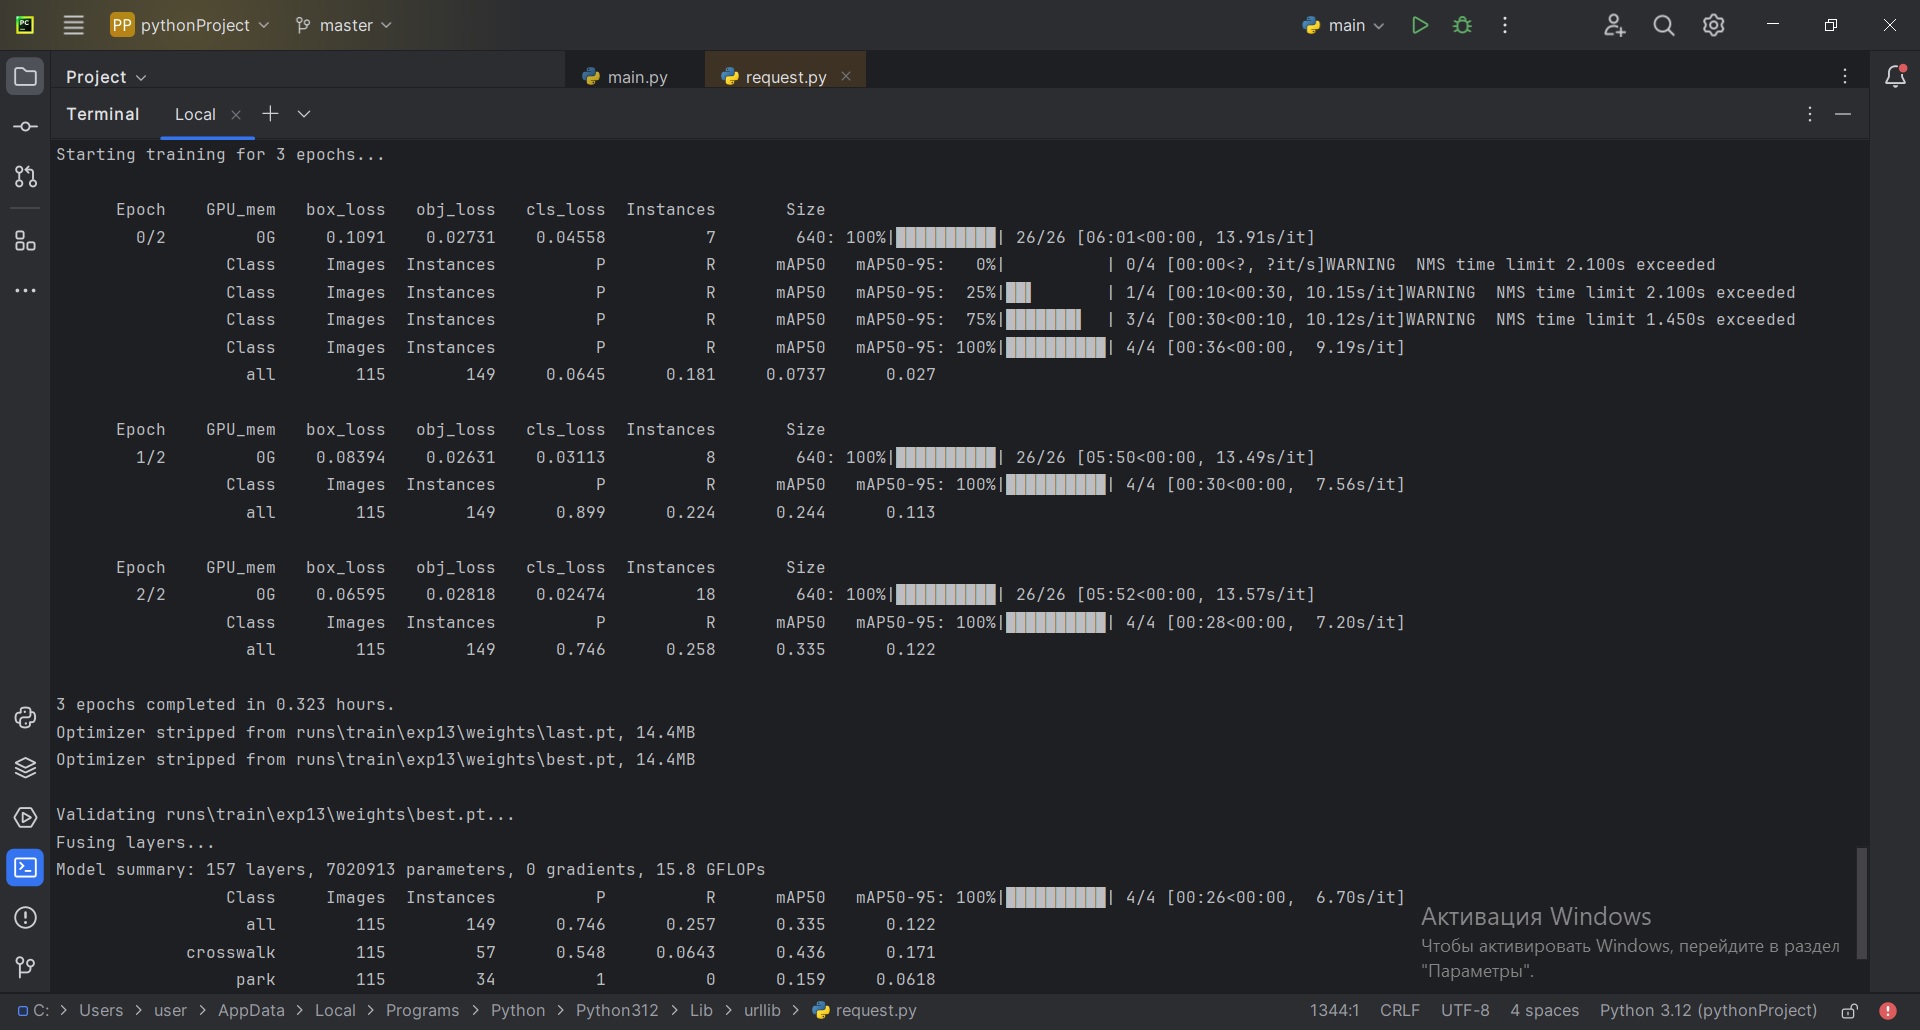 PC
PP pythonProject master main
Project main.py request.py
Terminal Local
Starting training for 3 epochs...
Epoch GPU_mem box_loss obj_loss cls_loss Instances Size
0/2 0G 0.1091 0.02731 0.04558 7 640: 100%|██████████| 26/26 [06:01<00:00, 13.91s/it]
Class Images Instances P R mAP50 mAP50-95: 0%| | 0/4 [00:00<?, ?it/s]WARNING NMS time limit 2.100s exceeded
Class Images Instances P R mAP50 mAP50-95: 25%|██▌ | 1/4 [00:10<00:30, 10.15s/it]WARNING NMS time limit 2.100s exceeded
Class Images Instances P R mAP50 mAP50-95: 75%|███████▌ | 3/4 [00:30<00:10, 10.12s/it]WARNING NMS time limit 1.450s exceeded
Class Images Instances P R mAP50 mAP50-95: 100%|██████████| 4/4 [00:36<00:00, 9.19s/it]
all 115 149 0.0645 0.181 0.0737 0.027
Epoch GPU_mem box_loss obj_loss cls_loss Instances Size
1/2 0G 0.08394 0.02631 0.03113 8 640: 100%|██████████| 26/26 [05:50<00:00, 13.49s/it]
Class Images Instances P R mAP50 mAP50-95: 100%|██████████| 4/4 [00:30<00:00, 7.56s/it]
all 115 149 0.899 0.224 0.244 0.113
Epoch GPU_mem box_loss obj_loss cls_loss Instances Size
2/2 0G 0.06595 0.02818 0.02474 18 640: 100%|██████████| 26/26 [05:52<00:00, 13.57s/it]
Class Images Instances P R mAP50 mAP50-95: 100%|██████████| 4/4 [00:28<00:00, 7.20s/it]
all 115 149 0.746 0.258 0.335 0.122
3 epochs completed in 0.323 hours.
Optimizer stripped from runs\train\exp13\weights\last.pt, 14.4MB
Optimizer stripped from runs\train\exp13\weights\best.pt, 14.4MB
Validating runs\train\exp13\weights\best.pt...
Fusing layers...
Model summary: 157 layers, 7020913 parameters, 0 gradients, 15.8 GFLOPs
Class Images Instances P R mAP50 mAP50-95: 100%|██████████| 4/4 [00:26<00:00, 6.70s/it]
all 115 149 0.746 0.257 0.335 0.122
crosswalk 115 57 0.548 0.0643 0.436 0.171
park 115 34 1 0 0.159 0.0618
Активация Windows
Чтобы активировать Windows, перейдите в раздел
"Параметры".
C: > Users > user > AppData > Local > Programs > Python > Python312 > Lib > urllib > request.py 1344:1 CRLF UTF-8 4 spaces Python 3.12 (pythonProject)